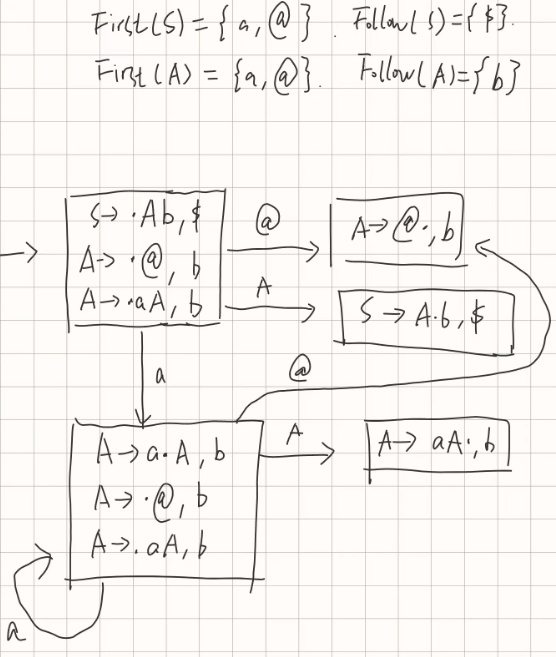 First(S) = { a, @ } . Follow(S)={$}.
First(A) = {a, @}. Follow(A)={b}
S→ ·Ab, $
A→ ·@, b
A→ ·aA, b
@
A→ @·, b
A
S → A·b, $
a
@
A→ a·A, b
A→ ·@, b
A→ ·aA, b
A
A→ aA·, b
a